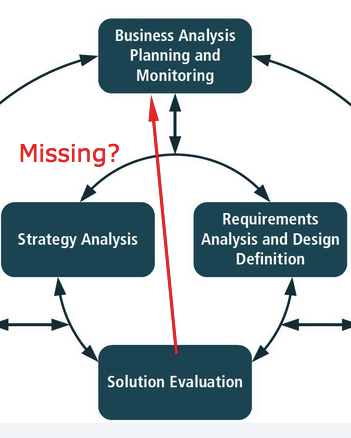 Business Analysis
Planning and
Monitoring
Missing?
Strategy Analysis
Requirements
Analysis and Design
Definition
Solution Evaluation